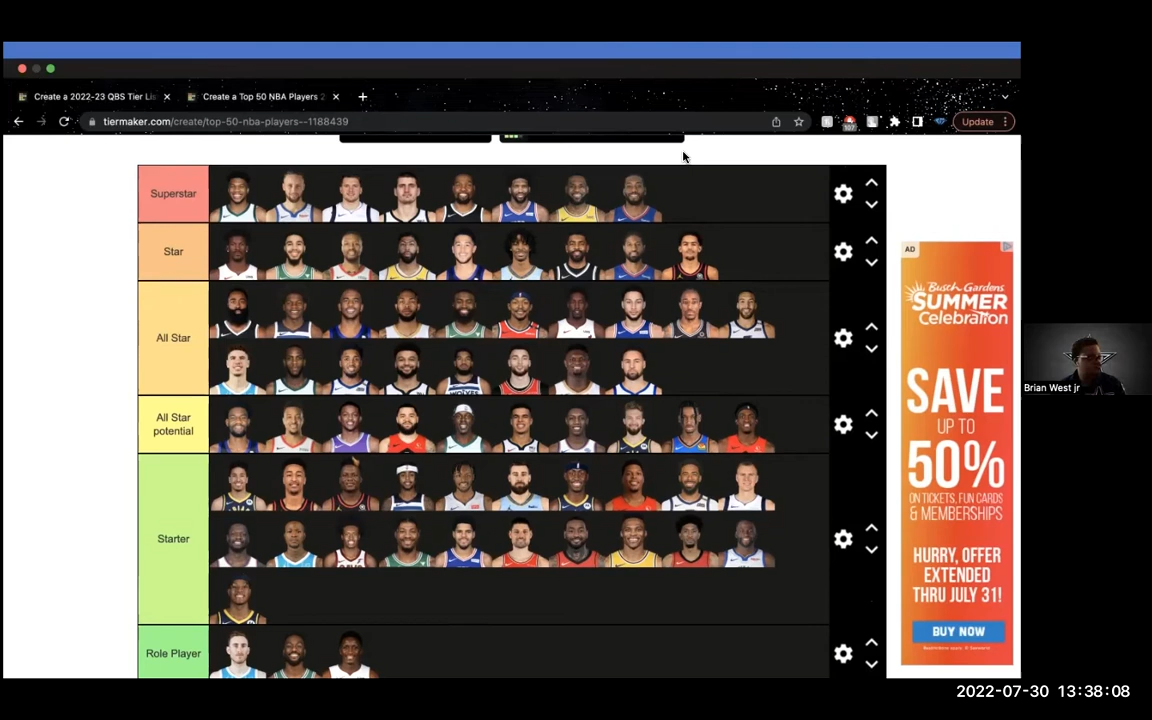 Create a 2022-23 QBS Tier Lis
Create a Top 50 NBA Players 2
tiermaker.com/create/top-50-nba-players--1188439
107
Update
Superstar
Star
All Star
All Star
potential
Starter
Role Player
AD
Busch Gardens
SUMMER
Celebration
SAVE
UP TO
50%
ON TICKETS, FUN CARDS
& MEMBERSHIPS
HURRY, OFFER
EXTENDED
THRU JULY 31!
BUY NOW
Brian West jr
2022-07-30 13:38:08